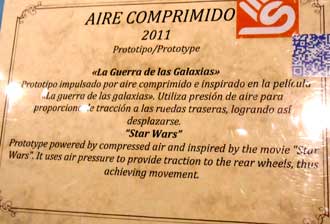 AIRE COMPRIMIDO
2011
Prototipo/Prototype
«La Guerra de las Galaxias»
Prototipo impulsado por aire comprimido e inspirado en la película
«La guerra de las galaxias». Utiliza presión de aire para
proporcionar tracción a las ruedas traseras, logrando así
desplazarse.
"Star Wars"
Prototype powered by compressed air and inspired by the movie "Star
Wars". It uses air pressure to provide traction to the rear wheels, thus
achieving movement.